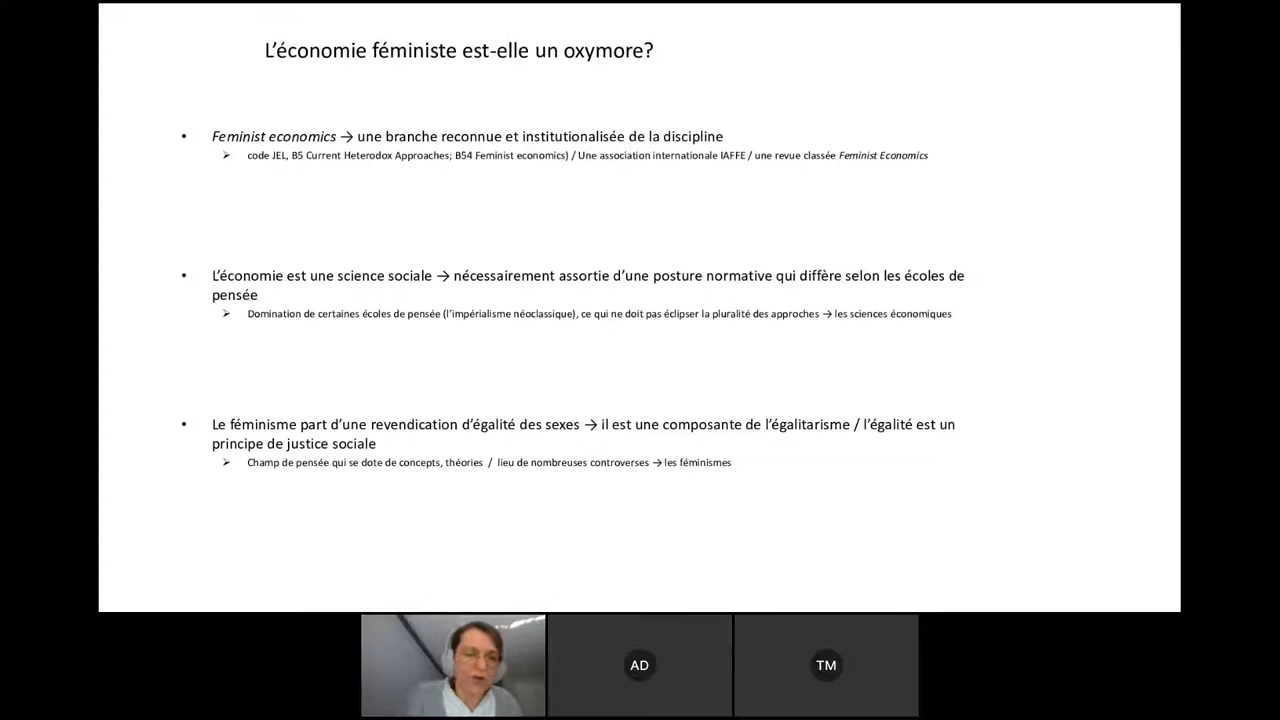 L’économie féministe est-elle un oxymore?
• Feminist economics → une branche reconnue et institutionalisée de la discipline
➢ code JEL, B5 Current Heterodox Approaches; B54 Feminist economics) / Une association internationale IAFFE / une revue classée Feminist Economics
• L’économie est une science sociale → nécessairement assortie d’une posture normative qui diffère selon les écoles de
pensée
➢ Domination de certaines écoles de pensée (l’impérialisme néoclassique), ce qui ne doit pas éclipser la pluralité des approches → les sciences économiques
• Le féminisme part d’une revendication d’égalité des sexes → il est une composante de l’égalitarisme / l’égalité est un
principe de justice sociale
➢ Champ de pensée qui se dote de concepts, théories / lieu de nombreuses controverses → les féminismes
AD
TM